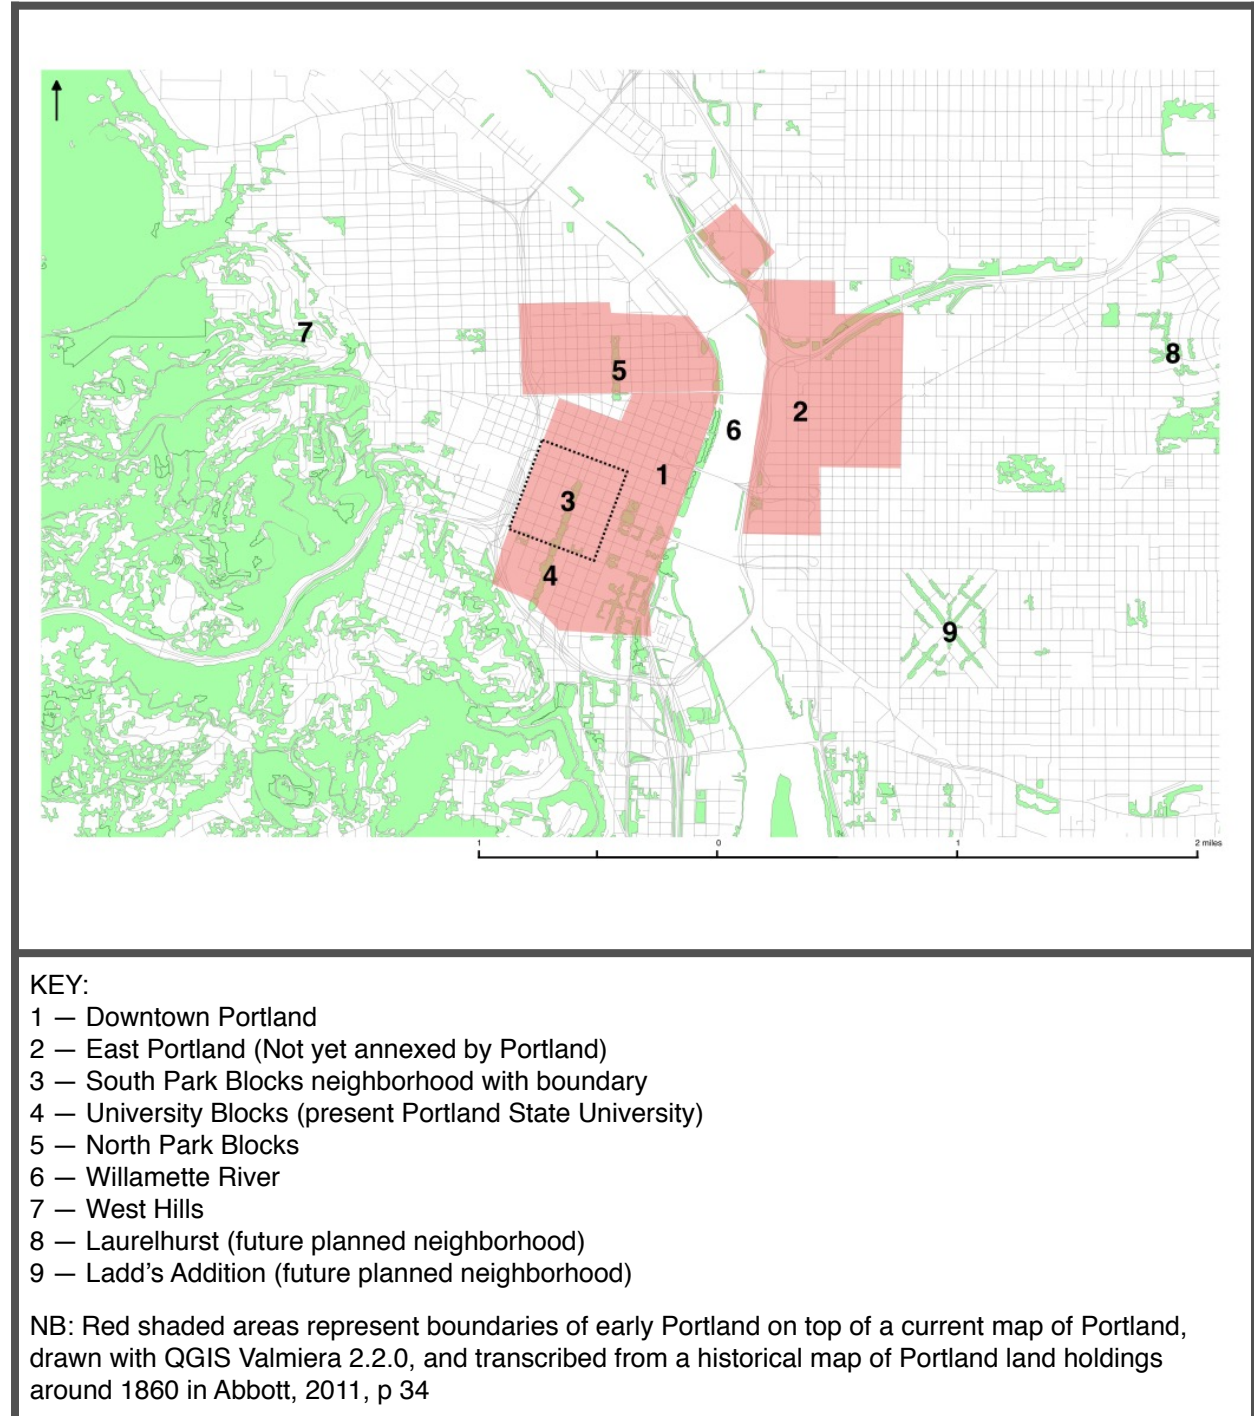 5
7
8
2
6
1
3
4
9
1
0
1
2 miles
KEY:
1 — Downtown Portland
2 — East Portland (Not yet annexed by Portland)
3 — South Park Blocks neighborhood with boundary
4 — University Blocks (present Portland State University)
5 — North Park Blocks
6 — Willamette River
7 — West Hills
8 — Laurelhurst (future planned neighborhood)
9 — Ladd's Addition (future planned neighborhood)
NB: Red shaded areas represent boundaries of early Portland on top of a current map of Portland,
drawn with QGIS Valmiera 2.2.0, and transcribed from a historical map of Portland land holdings
around 1860 in Abbott, 2011, p 34